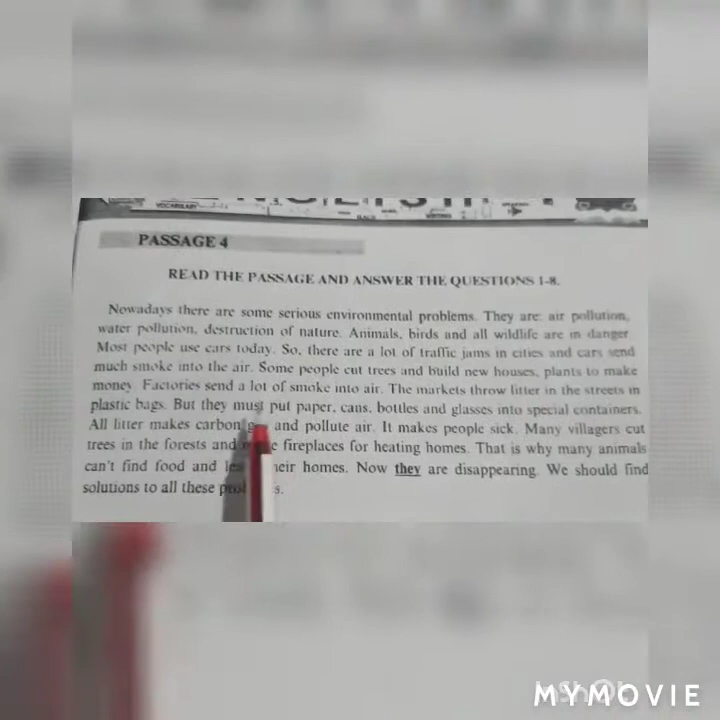 PASSAGE 4
READ THE PASSAGE AND ANSWER THE QUESTIONS 1-8.
Nowadays there are some serious environmental problems. They are: air pollution,
water pollution, destruction of nature. Animals, birds and all wildlife are in danger.
Most people use cars today. So, there are a lot of traffic jams in cities and cars send
much smoke into the air. Some people cut trees and build new houses, plants to make
money. Factories send a lot of smoke into air. The markets throw litter in the streets in
plastic bags. But they must put paper, cans, bottles and glasses into special containers.
All litter makes carbon and pollute air. It makes people sick. Many villagers cut
trees in the forests and fireplaces for heating homes. That is why many animals
can't find food and homes. Now they are disappearing. We should find
solutions to all these
MYMOVIE